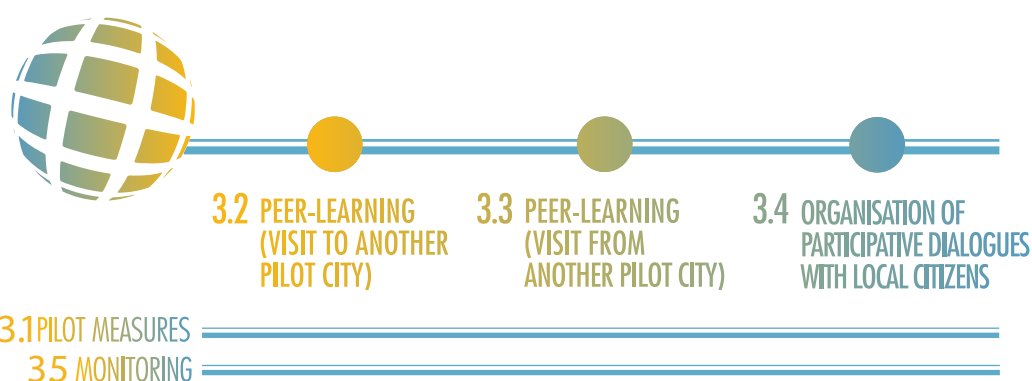 3.2 PEER-LEARNING
(VISIT TO ANOTHER
PILOT CITY)
3.3 PEER-LEARNING
(VISIT FROM
ANOTHER PILOT CITY)
3.4 ORGANISATION OF
PARTICIPATIVE DIALOGUES
WITH LOCAL CITIZENS
3.1 PILOT MEASURES
3.5 MONITORING